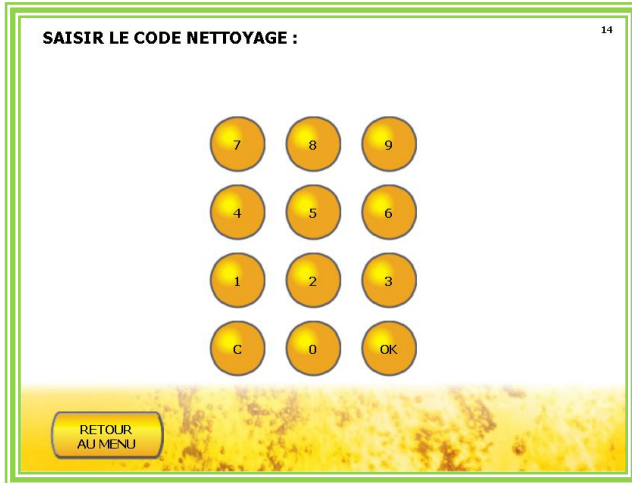 SAISIR LE CODE NETTOYAGE :
14
7 8 9
4 5 6
1 2 3
C 0 OK
RETOUR
AU MENU